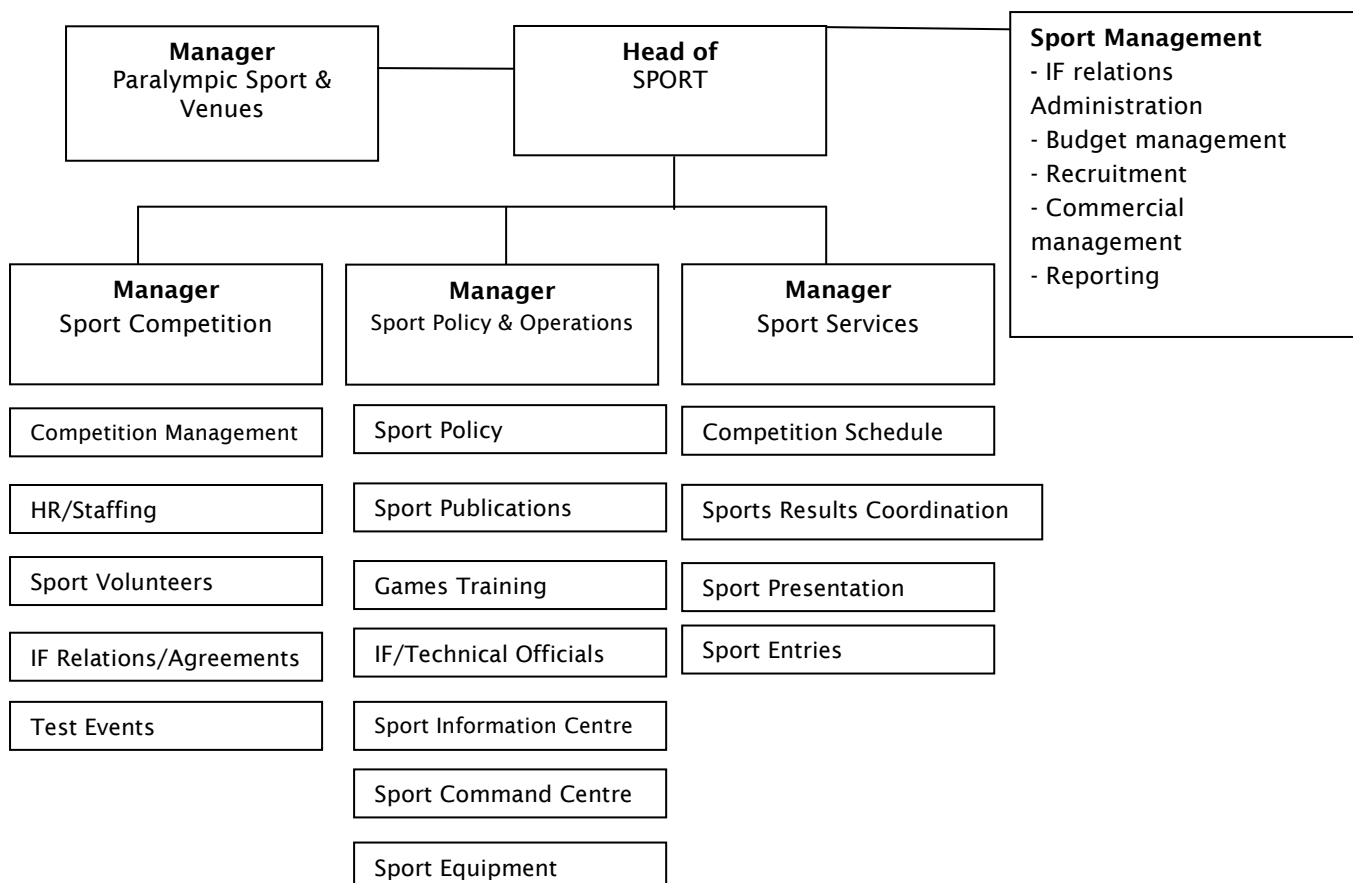 Manager
Paralympic Sport &
Venues
Head of
SPORT
Sport Management
- IF relations
Administration
- Budget management
- Recruitment
- Commercial
management
- Reporting
Manager
Sport Competition
Manager
Sport Policy & Operations
Manager
Sport Services
Competition Management
HR/Staffing
Sport Volunteers
IF Relations/Agreements
Test Events
Sport Policy
Sport Publications
Games Training
IF/Technical Officials
Sport Information Centre
Sport Command Centre
Sport Equipment
Competition Schedule
Sports Results Coordination
Sport Presentation
Sport Entries